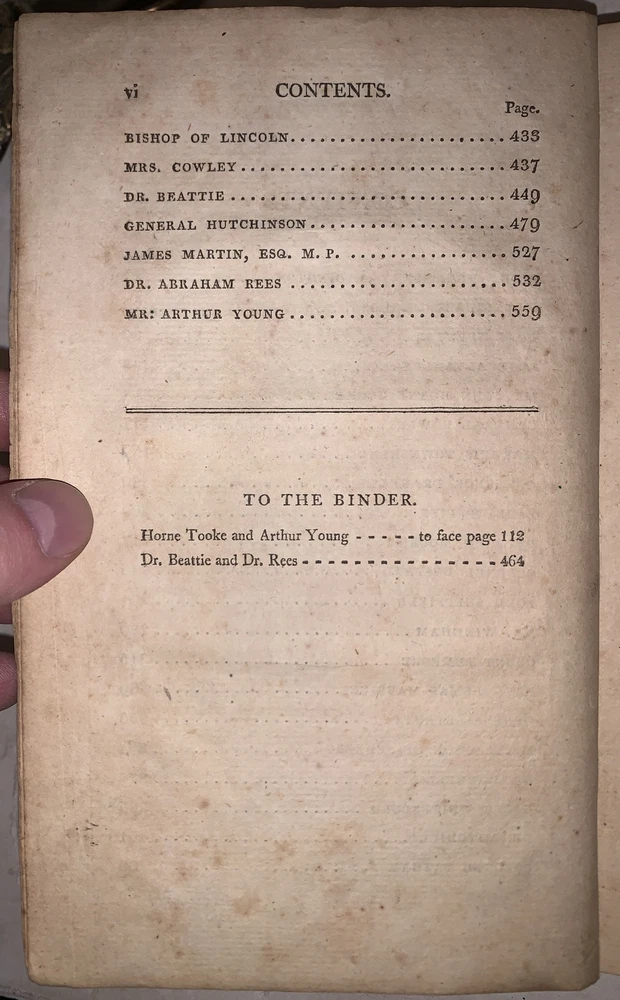 vi CONTENTS.
Page.
BISHOP OF LINCOLN........................ 433
MRS. COWLEY.............................. 437
DR. BEATTIE .............................. 449
GENERAL HUTCHINSON..................... 479
JAMES MARTIN, ESQ. M. P. ................. 527
DR. ABRAHAM REES ....................... 532
MR: ARTHUR YOUNG ....................... 559
TO THE BINDER.
Horne Tooke and Arthur Young - - - - - to face page 112
Dr. Beattie and Dr. Rees - - - - - - - - - - - - - - - 464